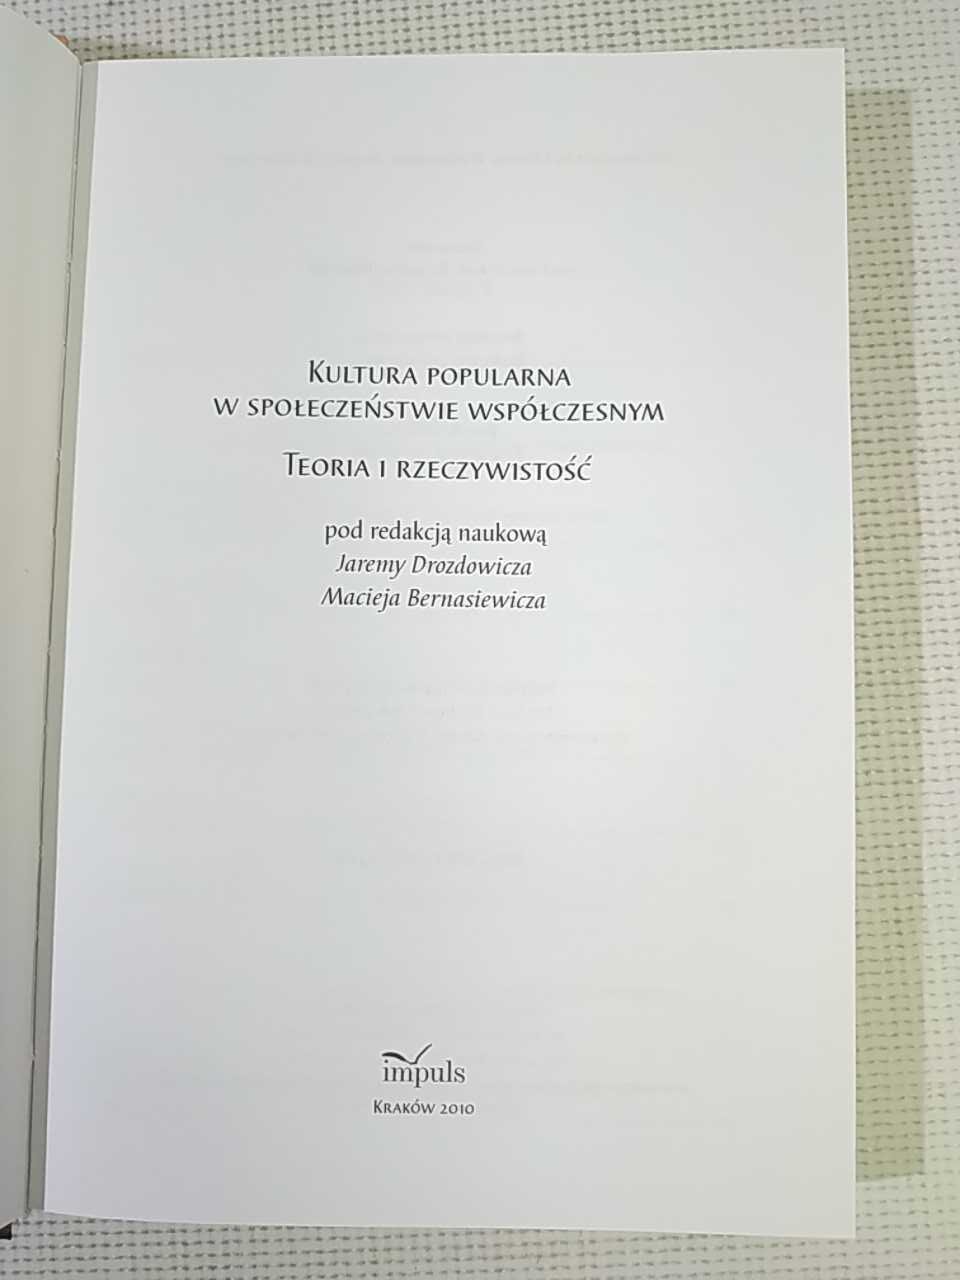 Kultura popularna
w społeczeństwie współczesnym
Teoria i rzeczywistość
pod redakcją naukową
Jaremy Drozdowicza
Macieja Bernasiewicza
impuls
Kraków 2010